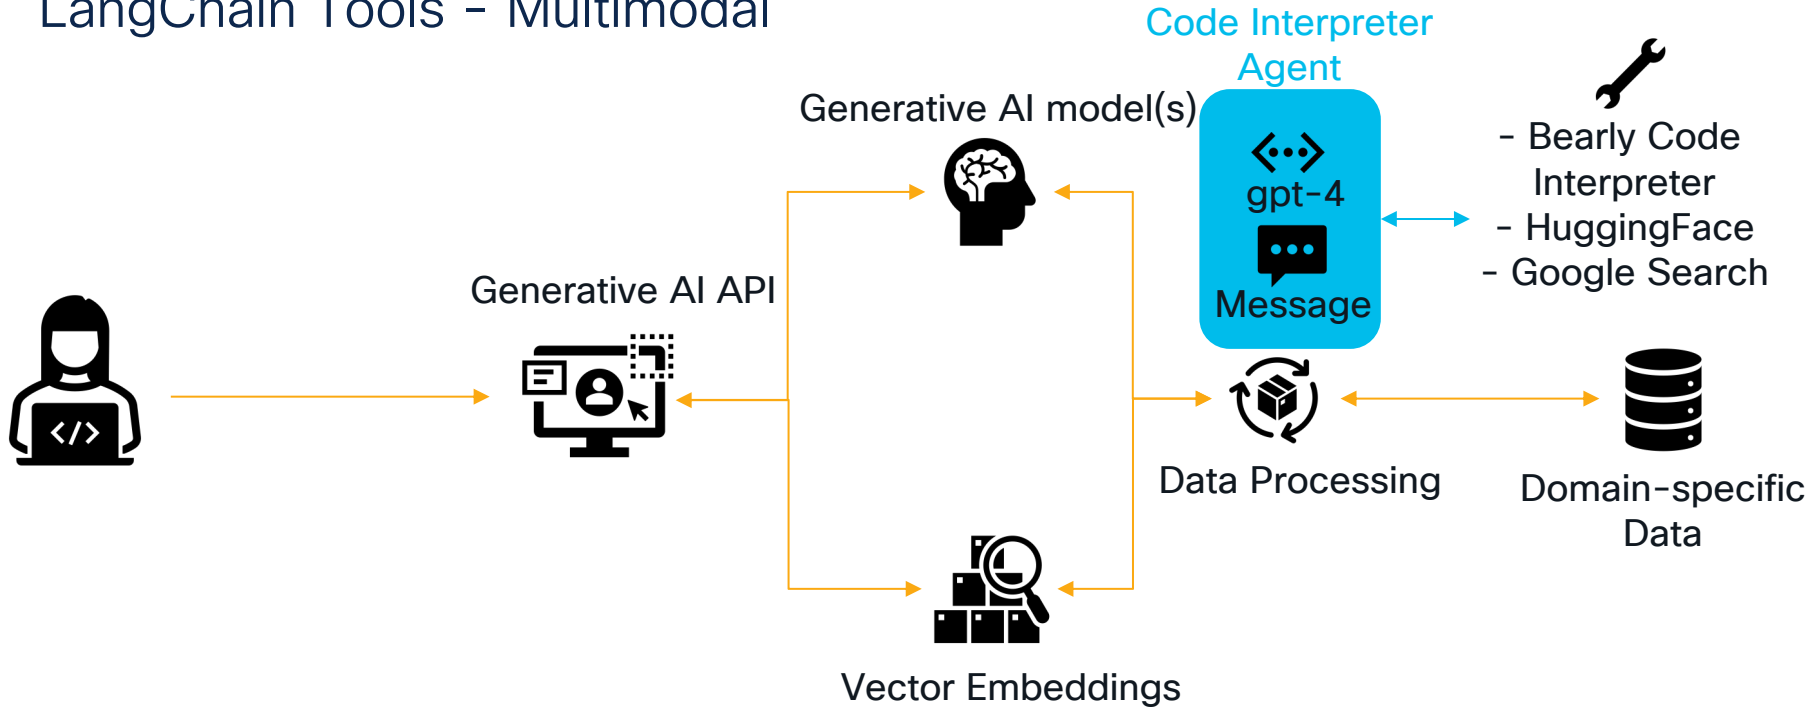 LangChain Tools - Multimodal
Code Interpreter
Agent
Generative AI model(s)
gpt-4
Message
- Bearly Code
Interpreter
- HuggingFace
- Google Search
Generative AI API
</>
Data Processing
Domain-specific
Data
Vector Embeddings